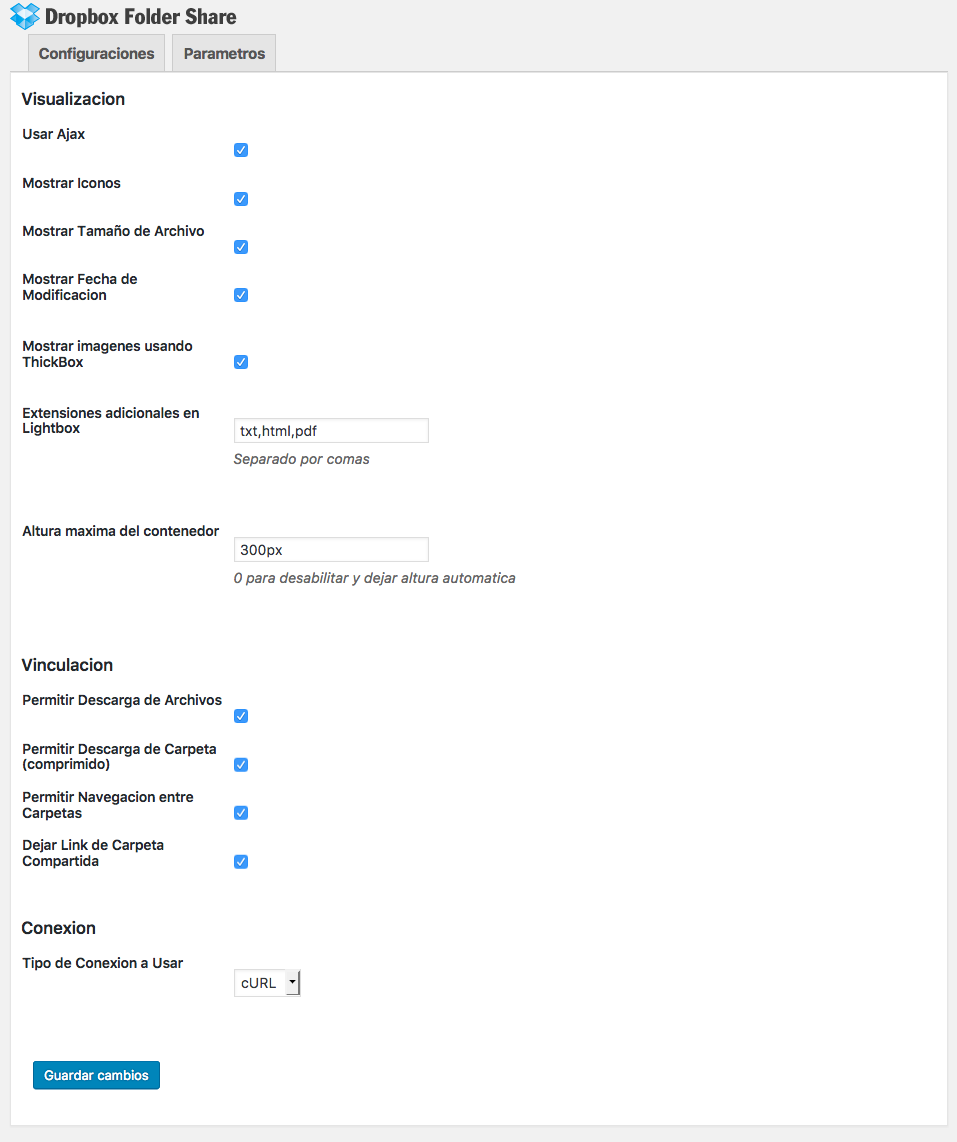 Dropbox Folder Share
Configuraciones
Parametros
Visualizacion
Usar Ajax
Mostrar Iconos
Mostrar Tamaño de Archivo
Mostrar Fecha de
Modificacion
Mostrar imagenes usando
ThickBox
Extensiones adicionales en
Lightbox
txt,html,pdf
Separado por comas
Altura maxima del contenedor
300px
0 para desabilitar y dejar altura automatica
Vinculacion
Permitir Descarga de Archivos
Permitir Descarga de Carpeta
(comprimido)
Permitir Navegacion entre
Carpetas
Dejar Link de Carpeta
Compartida
Conexion
Tipo de Conexion a Usar
cURL
Guardar cambios